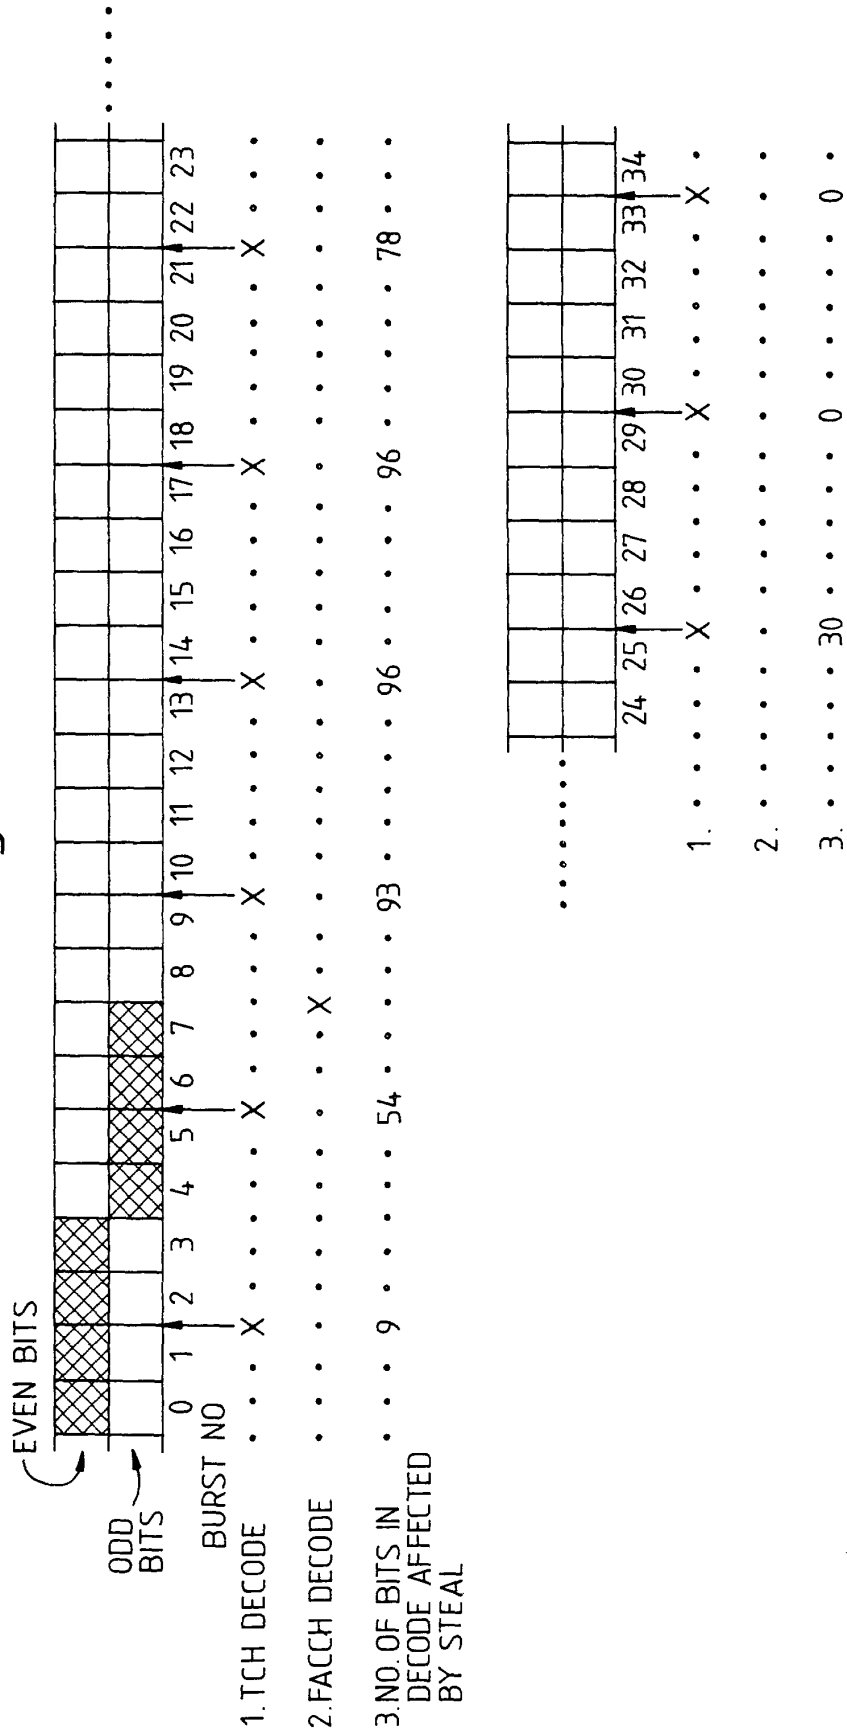 EVEN BITS
ODD
BITS
BURST NO
0 1 2 3 4 5 6 7 8 9 10 11 12 13 14 15 16 17 18 19 20 21 22 23
1. TCH DECODE . . . X . . . . . X . . . . . X . . . . . X . . . . . X . . . . . X . . .
2. FACCH DECODE X
3. NO. OF BITS IN
DECODE AFFECTED
BY STEAL
9 54 93 96 96 78
24 25 26 27 28 29 30 31 32 33 34
1. X X X
2.
3. 30 0 0